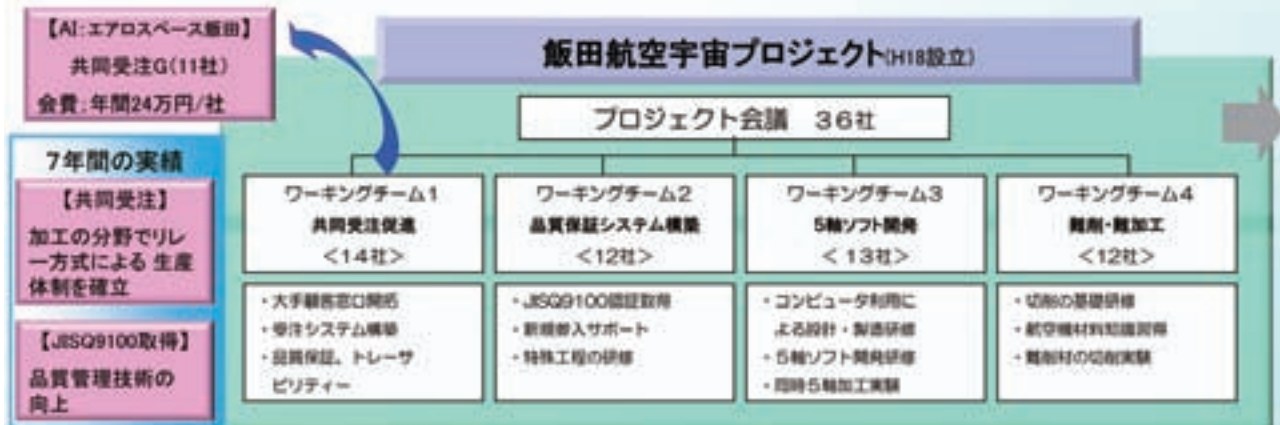 【AI:エアロスペース飯田】
共同受注G(11社)
会費:年間24万円/社
飯田航空宇宙プロジェクト(H18設立)
プロジェクト会議 36社
7年間の実績
【共同受注】
加工の分野でリレ
ー方式による 生産
体制を確立
【JISQ9100取得】
品質管理技術の
向上
ワーキングチーム1
共同受注促進
<14社>
・大手顧客窓口開拓
・受注システム構築
・品質保証、トレーサ
ビリティー
ワーキングチーム2
品質保証システム構築
<12社>
・JISQ9100認証取得
・新規参入サポート
・特殊工程の研修
ワーキングチーム3
5軸ソフト開発
<13社>
・コンピュータ利用に
よる設計・製造研修
・5軸ソフト開発研修
・同時5軸加工実験
ワーキングチーム4
難削・難加工
<12社>
・切削の基礎研修
・航空機材料知識習得
・難削材の切削実験